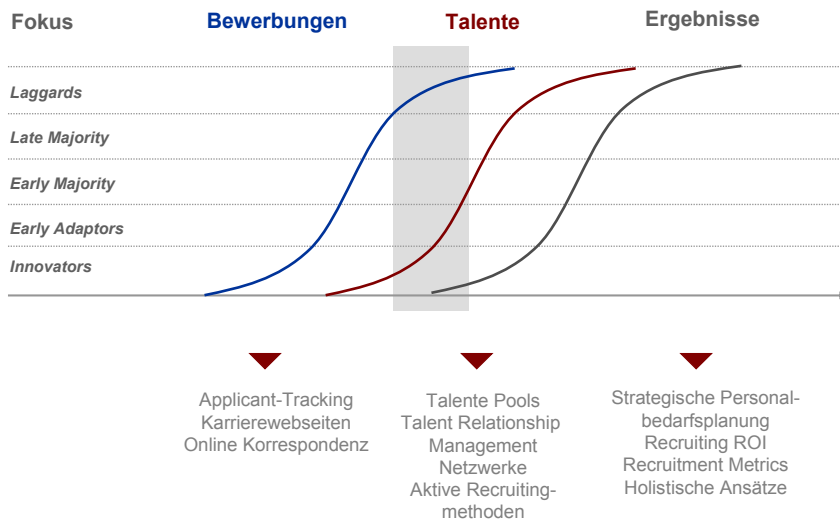 Fokus
Bewerbungen
Talente
Ergebnisse
Laggards
Late Majority
Early Majority
Early Adaptors
Innovators
Applicant-Tracking
Karrierewebseiten
Online Korrespondenz
Talente Pools
Talent Relationship
Management
Netzwerke
Aktive Recruiting-
methoden
Strategische Personal-
bedarfsplanung
Recruiting ROI
Recruitment Metrics
Holistische Ansätze